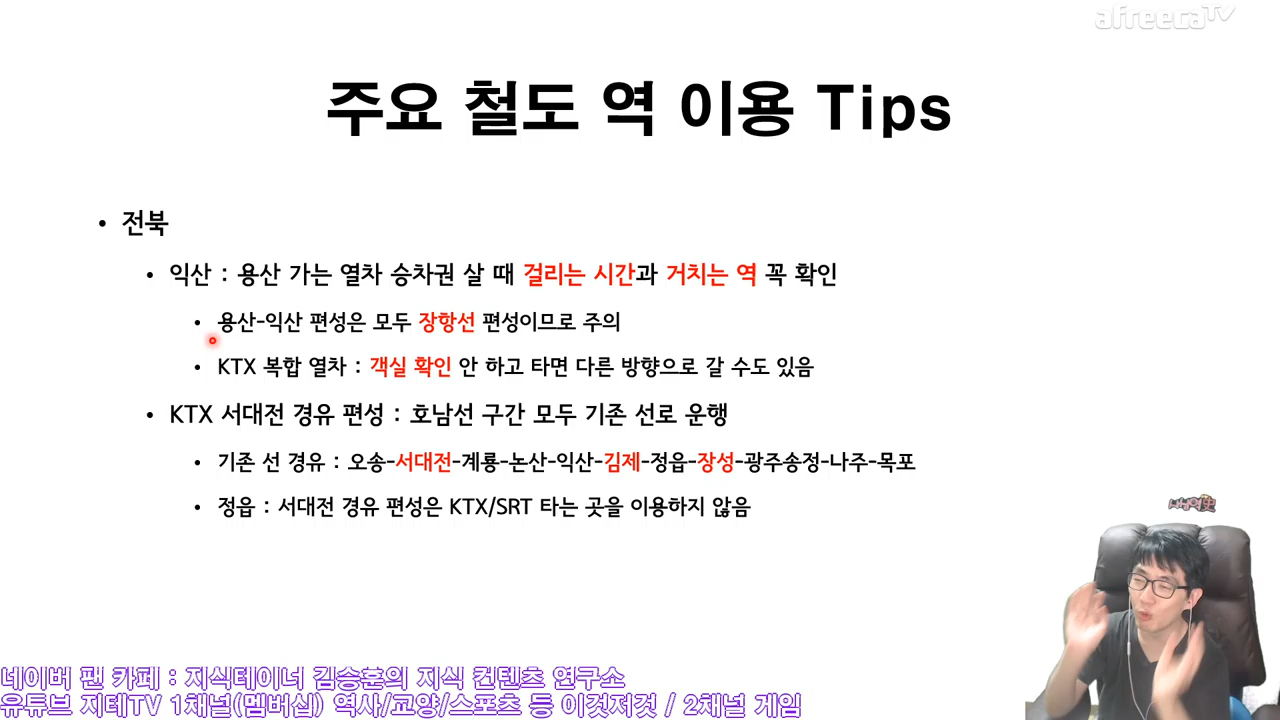 afreecaTV
주요 철도 역 이용 Tips
• 전북
• 익산 : 용산 가는 열차 승차권 살 때 걸리는 시간과 거치는 역 꼭 확인
• 용산-익산 편성은 모두 장항선 편성이므로 주의
• KTX 복합 열차 : 객실 확인 안 하고 타면 다른 방향으로 갈 수도 있음
• KTX 서대전 경유 편성 : 호남선 구간 모두 기존 선로 운행
• 기존 선 경유 : 오송-서대전-계룡-논산-익산-김제-정읍-장성-광주송정-나주-목포
• 정읍 : 서대전 경유 편성은 KTX/SRT 타는 곳을 이용하지 않음
네이버 팬 카페 : 지식테이너 김승훈의 지식 컨텐츠 연구소
유튜브 지테TV 1채널(멤버십) 역사/교양/스포츠 등 이것저것 / 2채널 게임